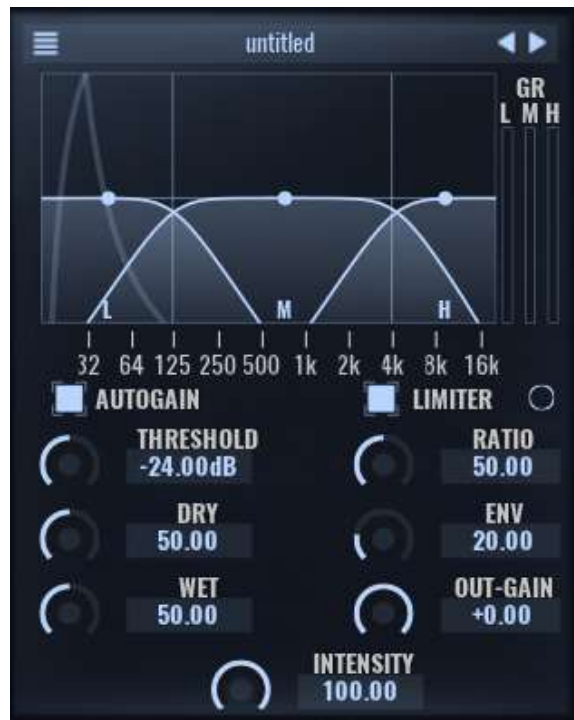 untitled
GR
L M H
L M H
32 64 125 250 500 1k 2k 4k 8k 16k
AUTOGAIN LIMITER
THRESHOLD RATIO
-24.00dB 50.00
DRY ENV
50.00 20.00
WET OUT-GAIN
50.00 +0.00
INTENSITY
100.00